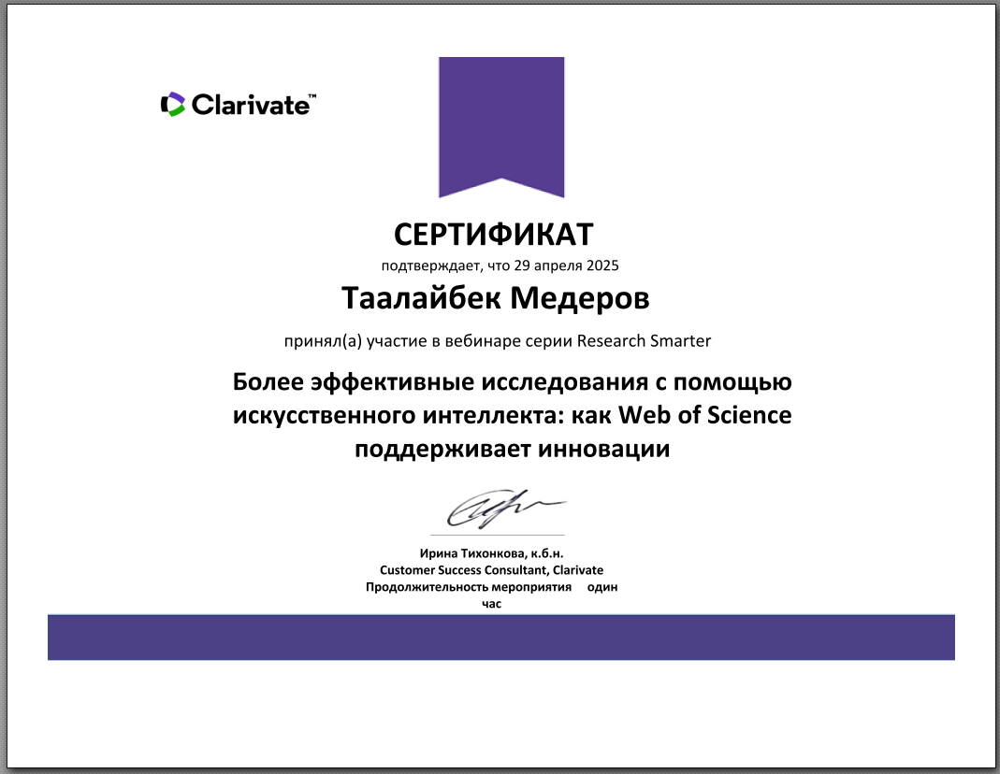 Clarivate™
СЕРТИФИКАТ
подтверждает, что 29 апреля 2025
Таалайбек Медеров
принял(а) участие в вебинаре серии Research Smarter
Более эффективные исследования с помощью
искусственного интеллекта: как Web of Science
поддерживает инновации
Ирина Тихонкова, к.б.н.
Customer Success Consultant, Clarivate
Продолжительность мероприятия один
час